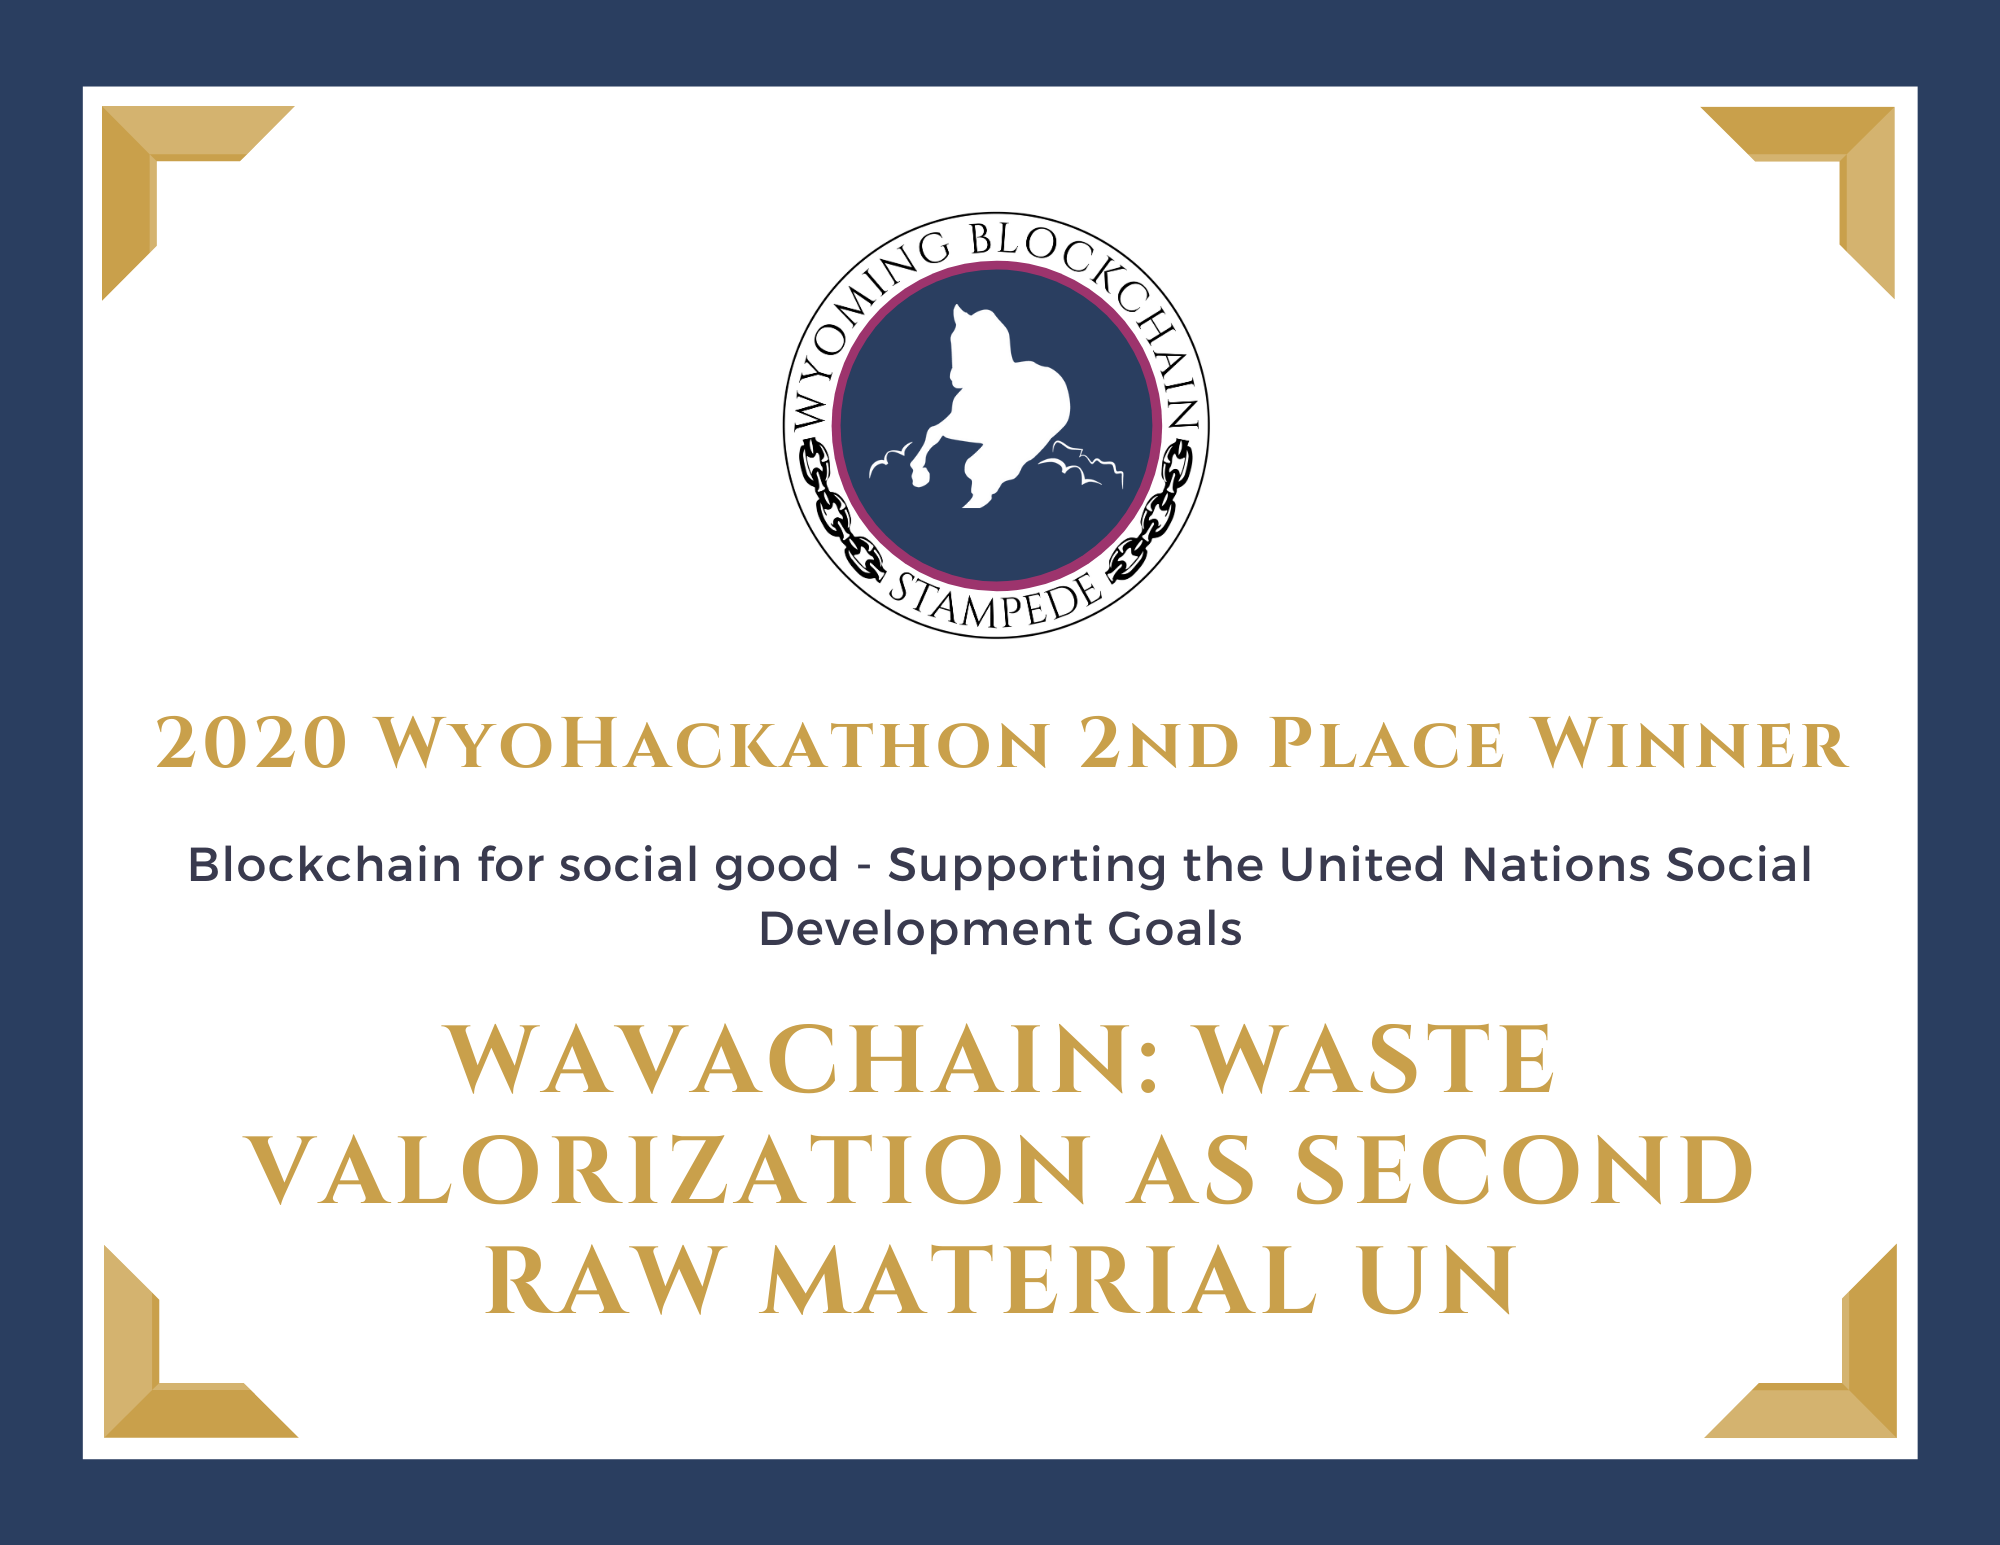 WYOMING BLOCKCHAIN
STAMPEDE
2020 WyoHackathon 2nd Place Winner
Blockchain for social good - Supporting the United Nations Social
Development Goals
WAVACHAIN: WASTE
VALORIZATION AS SECOND
RAW MATERIAL UN